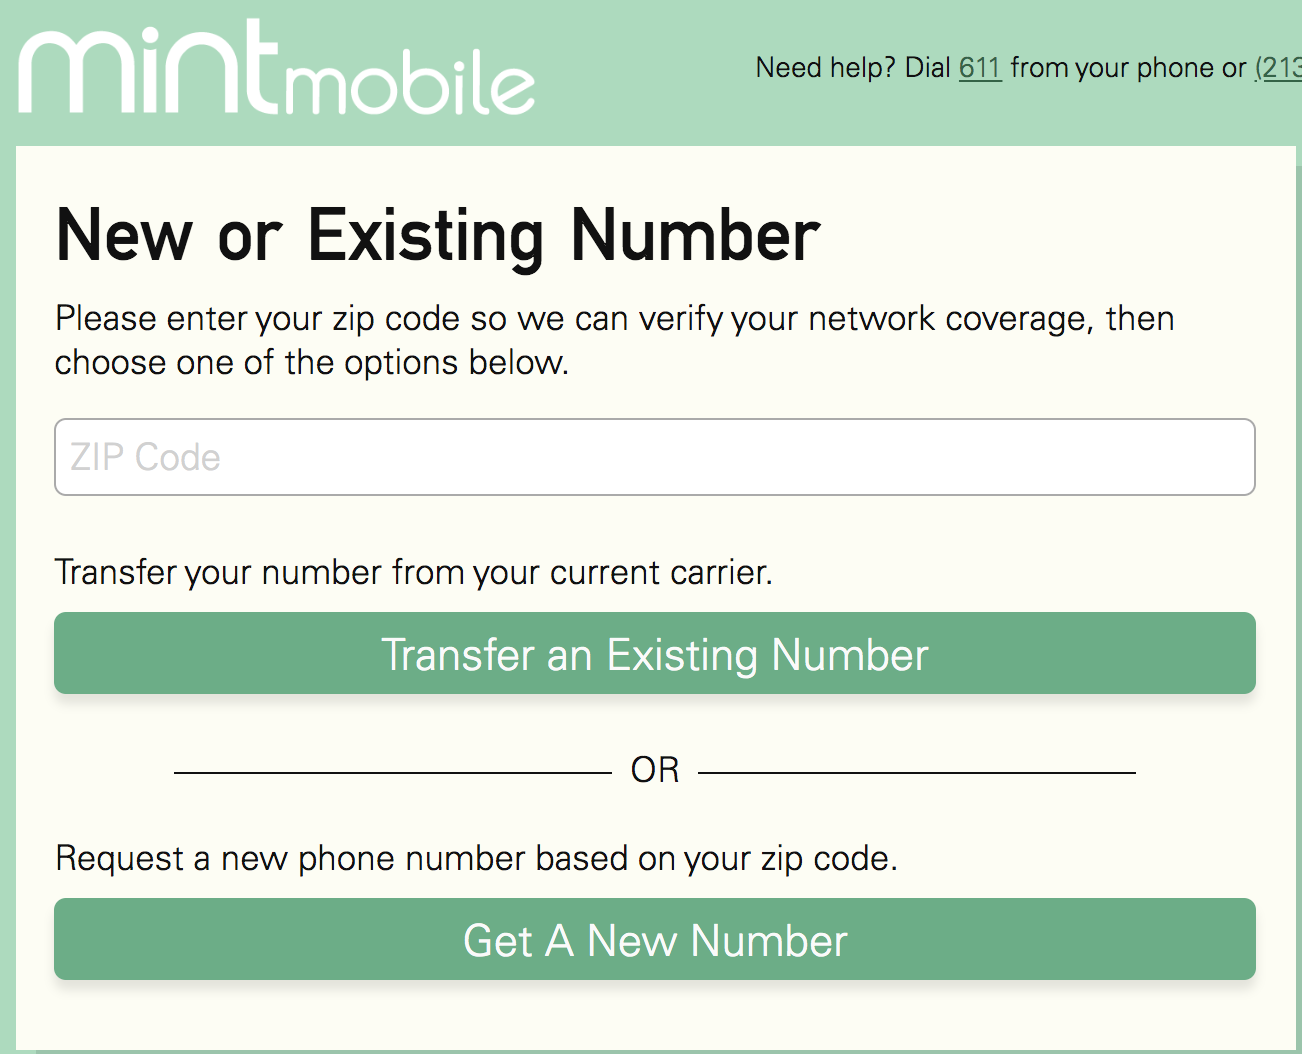 mint mobile
Need help? Dial 611 from your phone or (213
New or Existing Number
Please enter your zip code so we can verify your network coverage, then
choose one of the options below.
ZIP Code
Transfer your number from your current carrier.
Transfer an Existing Number
OR
Request a new phone number based on your zip code.
Get A New Number